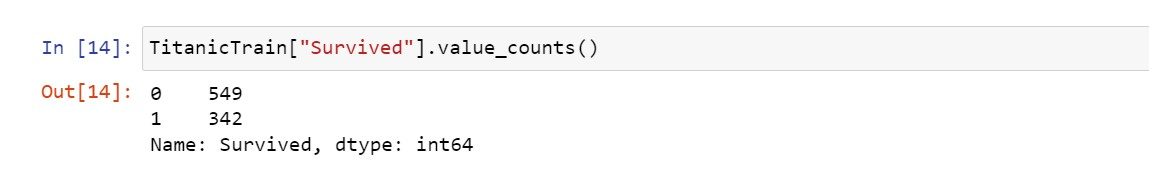 In [14]: TitanicTrain["Survived"].value_counts()
Out[14]: 0    549
1    342
Name: Survived, dtype: int64